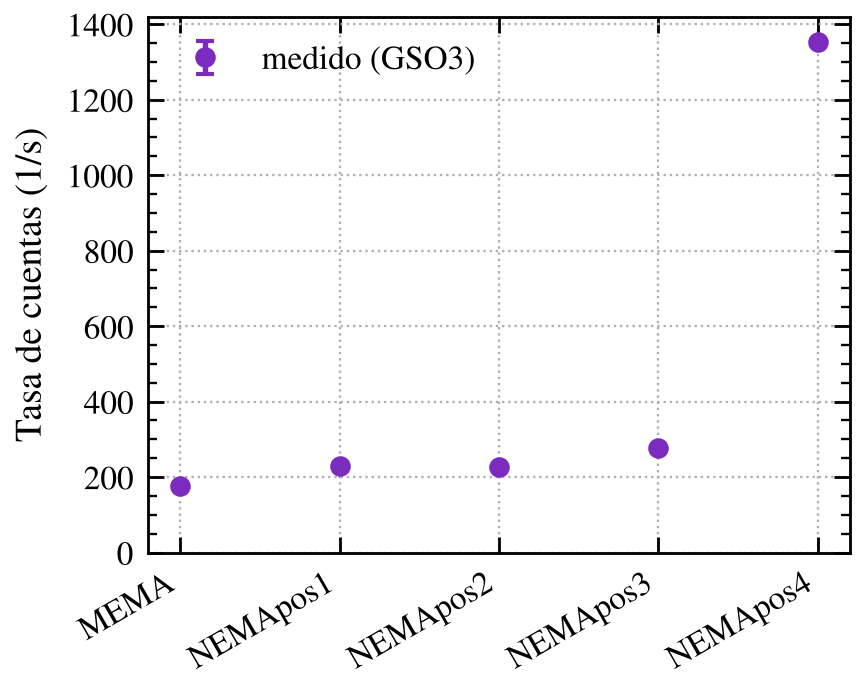 1400
1200
1000
800
600
400
200
0
Tasa de cuentas (1/s)
medido (GSO3)
MEMA
NEMApos1
NEMApos2
NEMApos3
NEMApos4